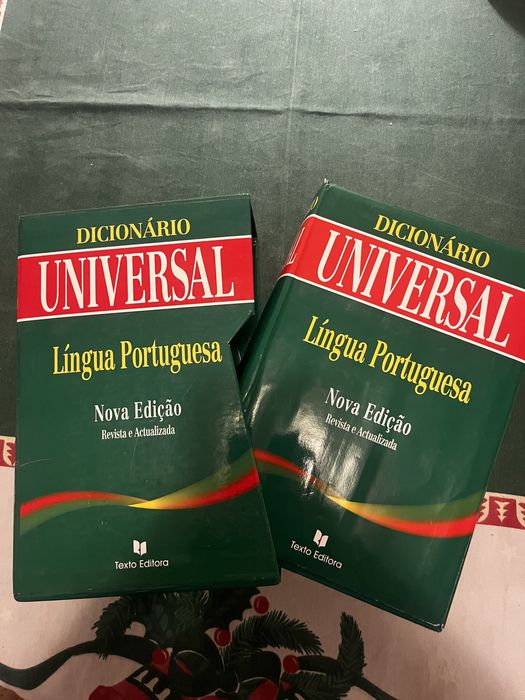 DICIONÁRIO
UNIVERSAL
Língua Portuguesa
Nova Edição
Revista e Actualizada
Texto Editora
DICIONÁRIO
UNIVERSAL
Língua Portuguesa
Nova Edição
Revista e Actualizada
Texto Editora